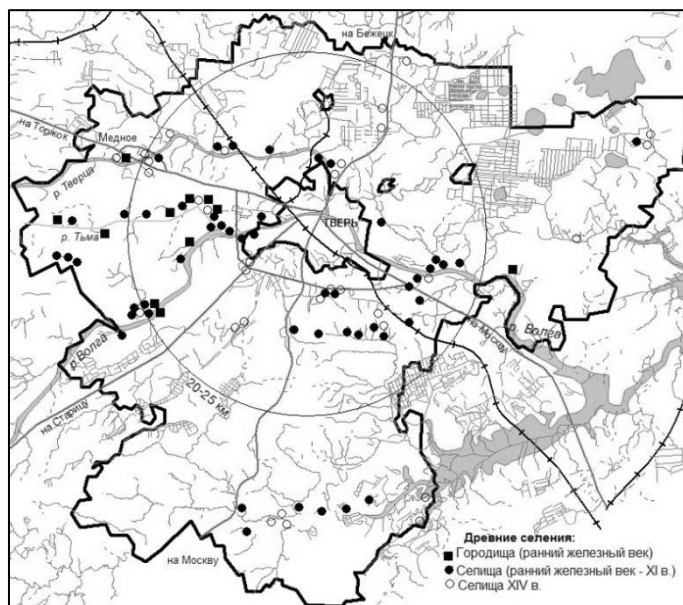 на Бежецк
на Торжок
Медное
р. Тверца
ТВЕРЬ
р. Тьма
р. Волга
р. Волга
на Москву
20-25 км.
на Старицу
на Москву
Древние селения:
Городища (ранний железный век)
Селища (ранний железный век - XI в.)
Селища XIV в.